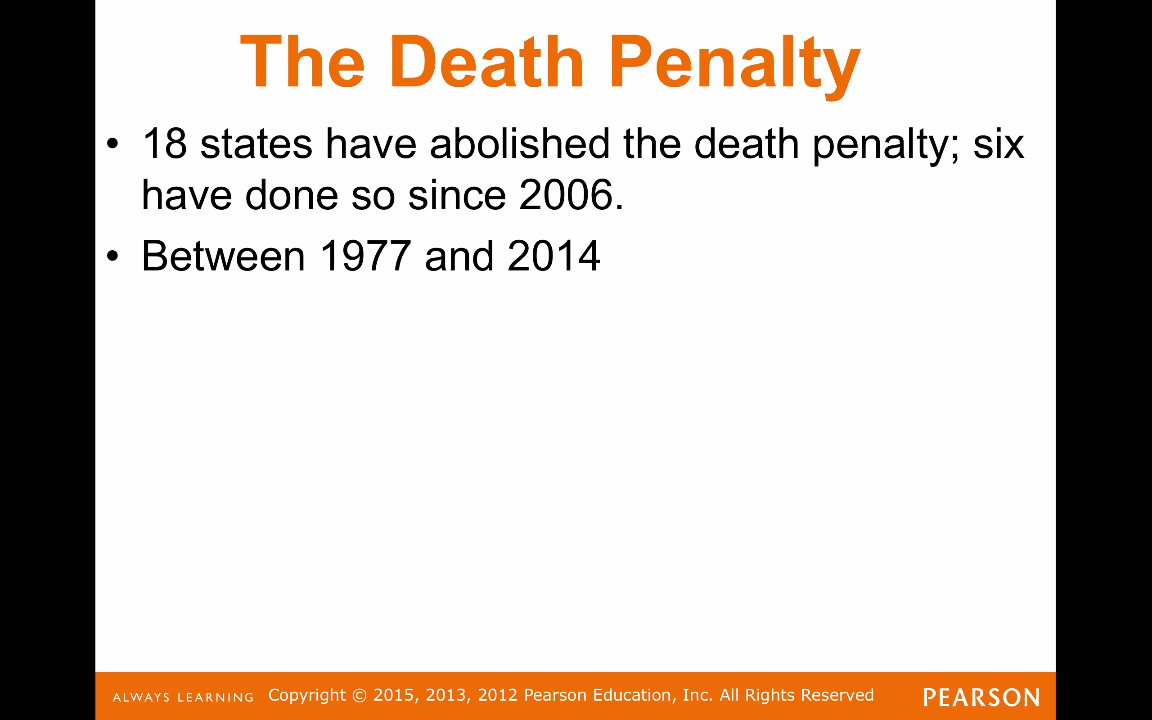 The Death Penalty
• 18 states have abolished the death penalty; six
have done so since 2006.
• Between 1977 and 2014
ALWAYS LEARNING Copyright © 2015, 2013, 2012 Pearson Education, Inc. All Rights Reserved PEARSON